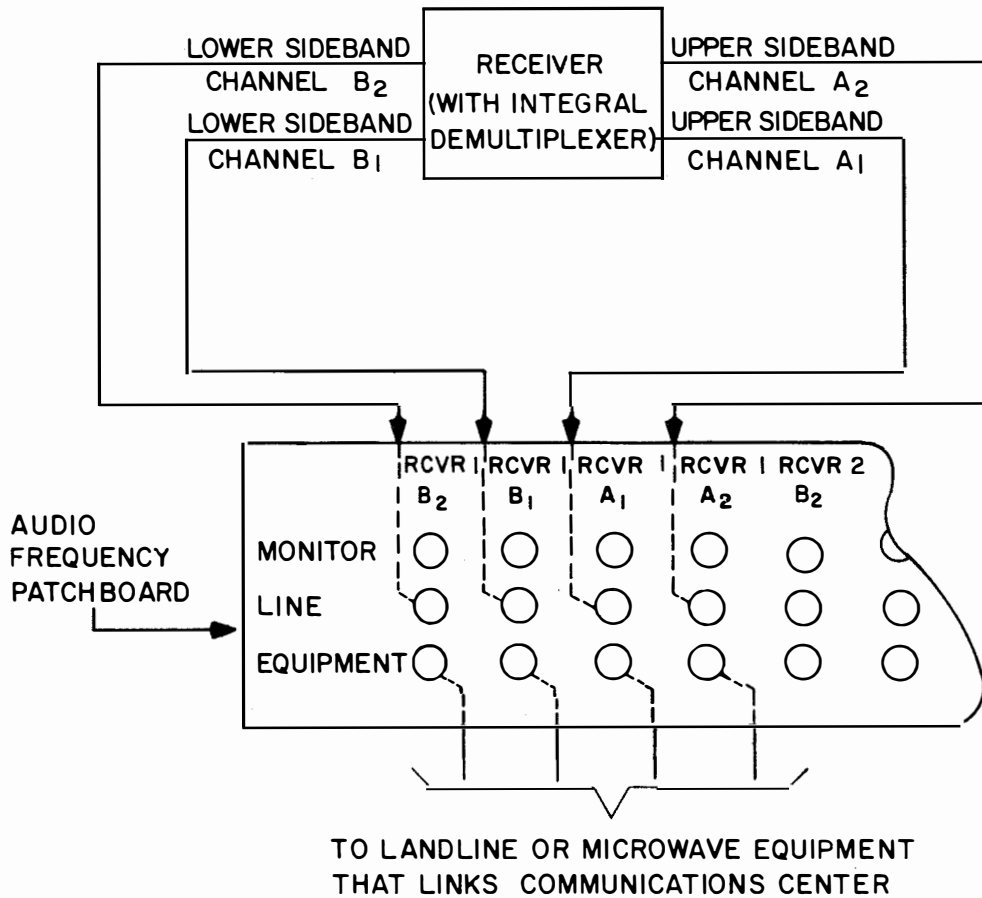 LOWER SIDEBAND
CHANNEL B2
LOWER SIDEBAND
CHANNEL B1
RECEIVER
(WITH INTEGRAL
DEMULTIPLEXER)
UPPER SIDEBAND
CHANNEL A2
UPPER SIDEBAND
CHANNEL A1
RCVR 1 RCVR 1 RCVR 1 RCVR 1 RCVR 2
B2 B1 A1 A2 B2
AUDIO
FREQUENCY
PATCHBOARD
MONITOR
LINE
EQUIPMENT
TO LANDLINE OR MICROWAVE EQUIPMENT
THAT LINKS COMMUNICATIONS CENTER